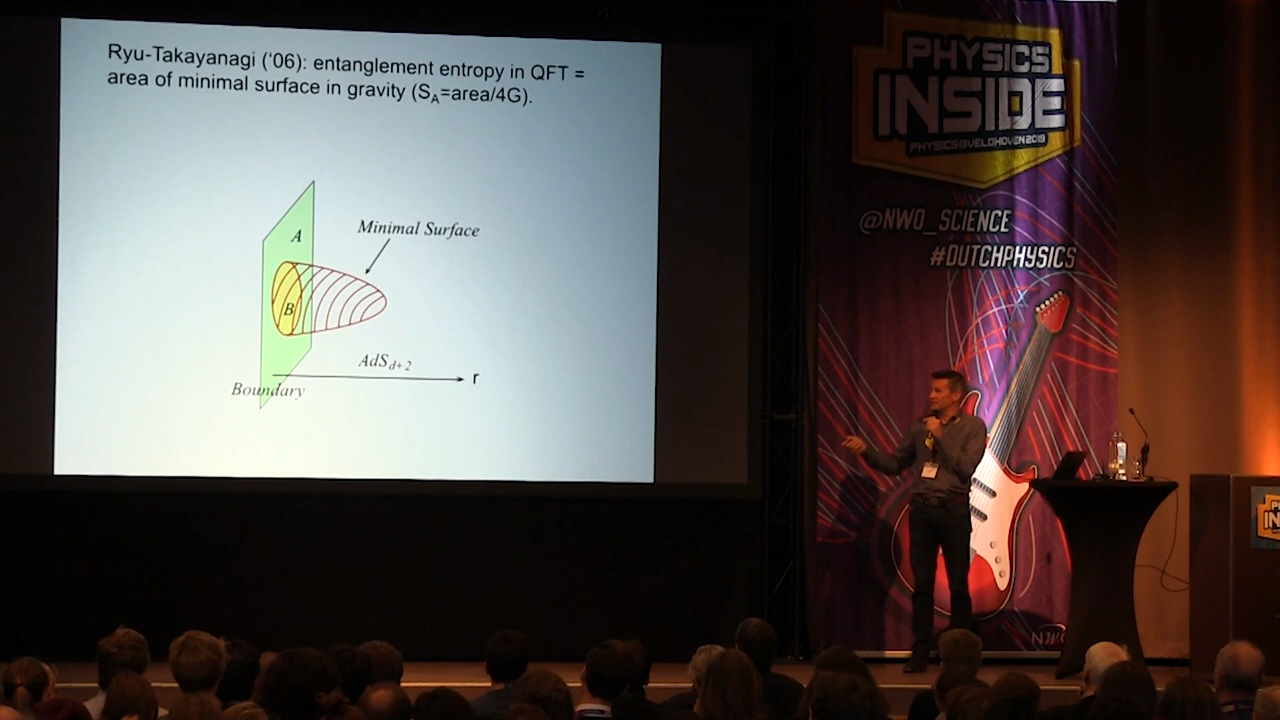 Ryu-Takayanagi (‘06): entanglement entropy in QFT =
area of minimal surface in gravity (S_A=area/4G).
A
Minimal Surface
B
AdS_{d+2}
r
Boundary
PHYSICS
INSIDE
PHYSICS@VELDHOVEN2019
@NWO_SCIENCE
#DUTCHPHYSICS
NWO